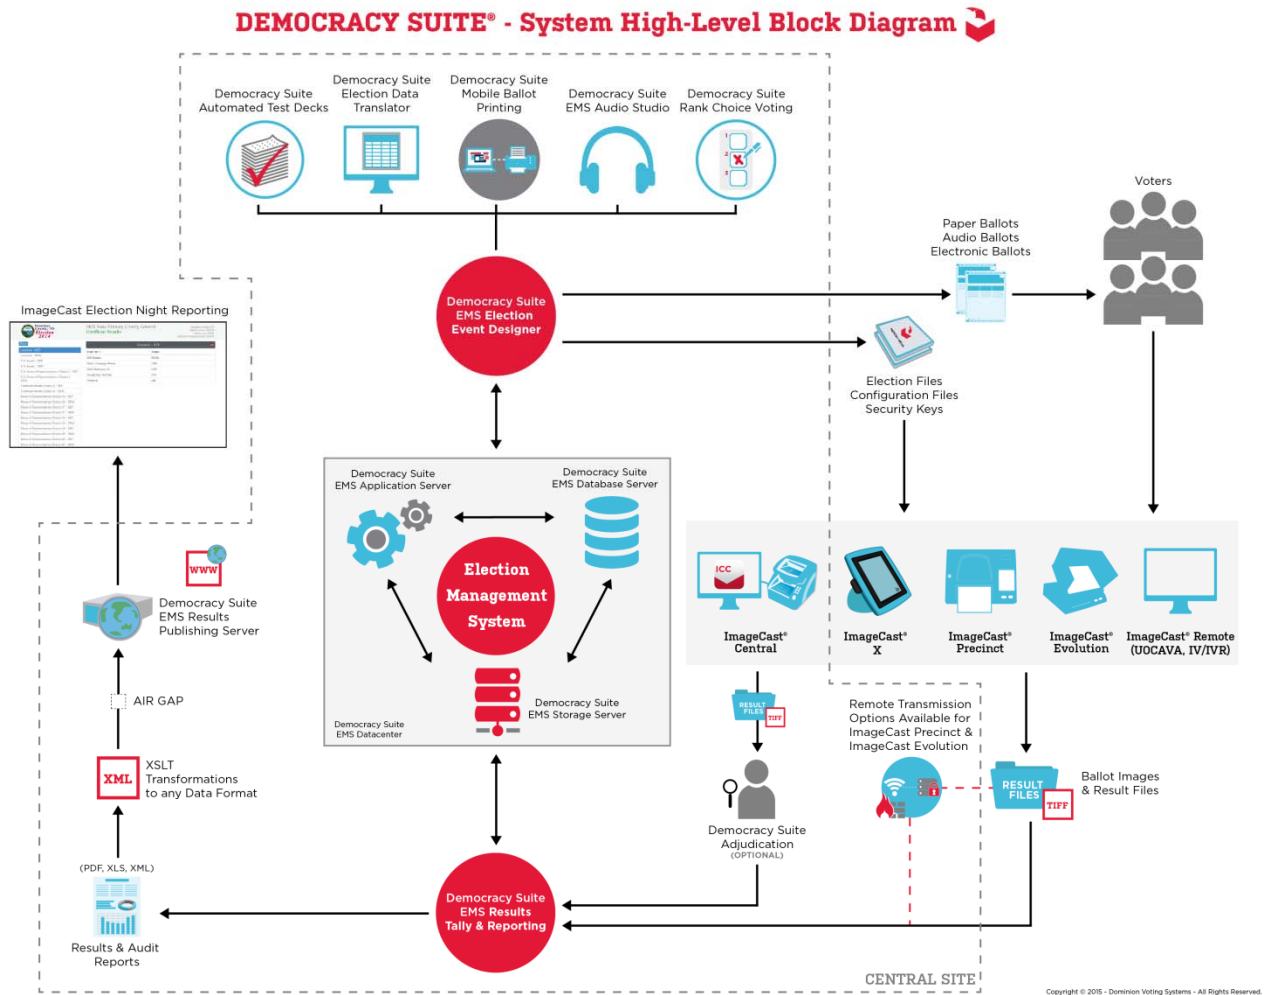 DEMOCRACY SUITE® - System High-Level Block Diagram
Democracy Suite
Automated Test Decks
Democracy Suite
Election Data
Translator
Democracy Suite
Mobile Ballot
Printing
Democracy Suite
EMS Audio Studio
Democracy Suite
Rank Choice Voting
1
2
3
Voters
Paper Ballots
Audio Ballots
Electronic Ballots
Democracy Suite
EMS Election
Event Designer
ImageCast Election Night Reporting
Election
2014
Election Files
Configuration Files
Security Keys
Democracy Suite
EMS Application Server
Democracy Suite
EMS Database Server
Election
Management
System
Democracy Suite
EMS Storage Server
Democracy Suite
EMS Datacenter
ICC
ImageCast®
Central
ImageCast®
X
ImageCast®
Precinct
ImageCast®
Evolution
ImageCast® Remote
(UOCAVA, IV/IVR)
WWW
Democracy Suite
EMS Results
Publishing Server
AIR GAP
XML
XSLT
Transformations
to any Data Format
(PDF, XLS, XML)
Results & Audit
Reports
RESULT
FILES
TIFF
Democracy Suite
Adjudication
(OPTIONAL)
Remote Transmission
Options Available for
ImageCast Precinct &
ImageCast Evolution
RESULT
FILES
TIFF
Ballot Images
& Result Files
Democracy Suite
EMS Results
Tally & Reporting
CENTRAL SITE
Copyright © 2015 - Dominion Voting Systems - All Rights Reserved.